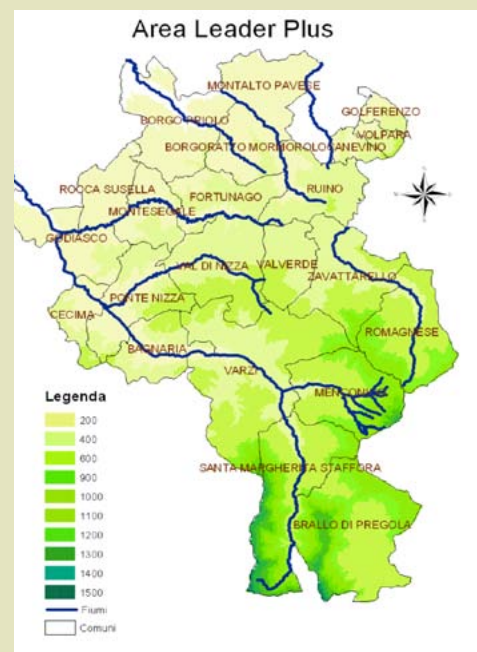 Area Leader Plus
MONTALTO PAVESE
GOLFERENZO
BORGO PRIOLO
VOLPARA
BORGORATTO MORMOROLO
CANEVINO
ROCCA SUSELLA
FORTUNAGO
RUINO
MONTESEGALE
GODIASCO
VAL DI NIZZA
VALVERDE
ZAVATTARELLO
PONTE NIZZA
CECIMA
ROMAGNESE
BAGNARIA
VARZI
MENCONICO
Legenda
200
400
600
900
1000
1100
1200
1300
1400
1500
Fiumi
Comuni
SANTA MARGHERITA STAFFORA
BRALLO DI PREGOLA